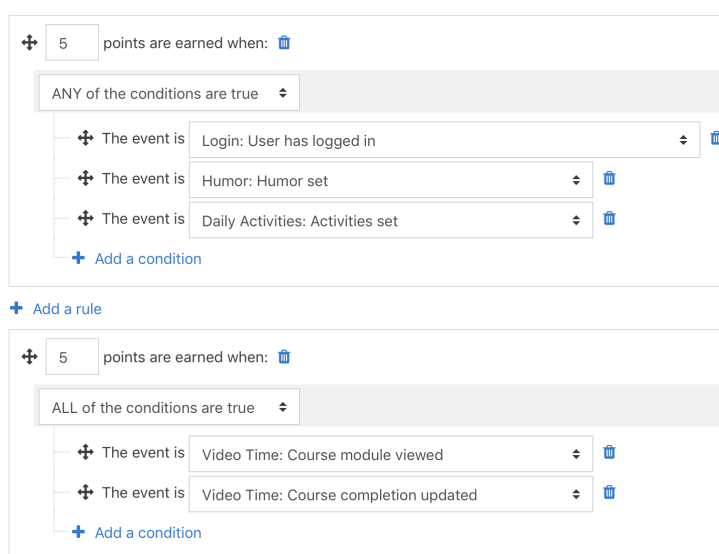 5 points are earned when:
ANY of the conditions are true
The event is Login: User has logged in
The event is Humor: Humor set
The event is Daily Activities: Activities set
Add a condition
Add a rule
5 points are earned when:
ALL of the conditions are true
The event is Video Time: Course module viewed
The event is Video Time: Course completion updated
Add a condition